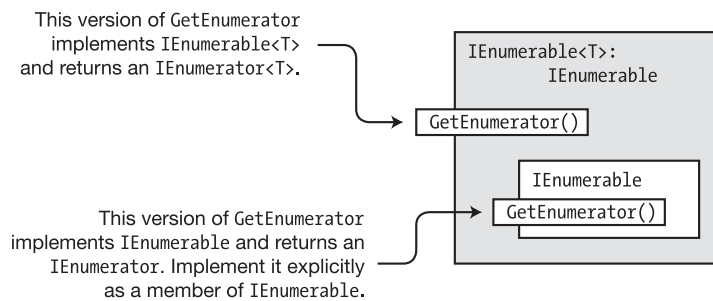 This version of GetEnumerator
implements IEnumerable<T>
and returns an IEnumerator<T>.
IEnumerable<T>:
IEnumerable
GetEnumerator()
IEnumerable
GetEnumerator()
This version of GetEnumerator
implements IEnumerable and returns an
IEnumerator. Implement it explicitly
as a member of IEnumerable.